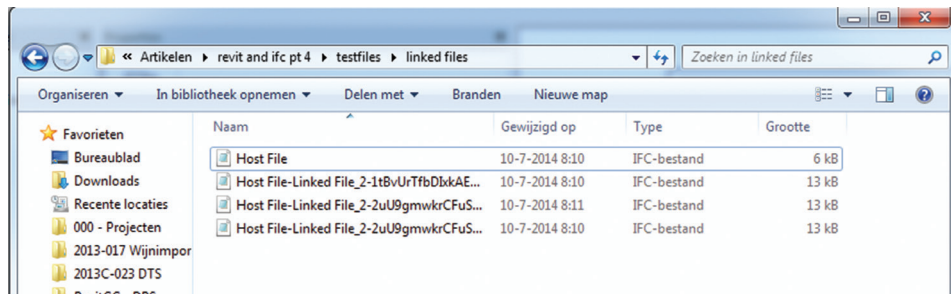 « Artikelen ▸ revit and ifc pt 4 ▸ testfiles ▸ linked files Zoeken in linked files
Organiseren ▾ In bibliotheek opnemen ▾ Delen met ▾ Branden Nieuwe map
Favorieten Naam Gewijzigd op Type Grootte
Bureaublad Host File 10-7-2014 8:10 IFC-bestand 6 kB
Downloads Host File-Linked File_2-1tBvUrTfbDIxkAE... 10-7-2014 8:10 IFC-bestand 13 kB
Recente locaties Host File-Linked File_2-2uU9gmwkrCFuS... 10-7-2014 8:11 IFC-bestand 13 kB
000 - Projecten Host File-Linked File_2-2uU9gmwkrCFuS... 10-7-2014 8:10 IFC-bestand 13 kB
2013-017 Wijnimpor
2013C-023 DTS